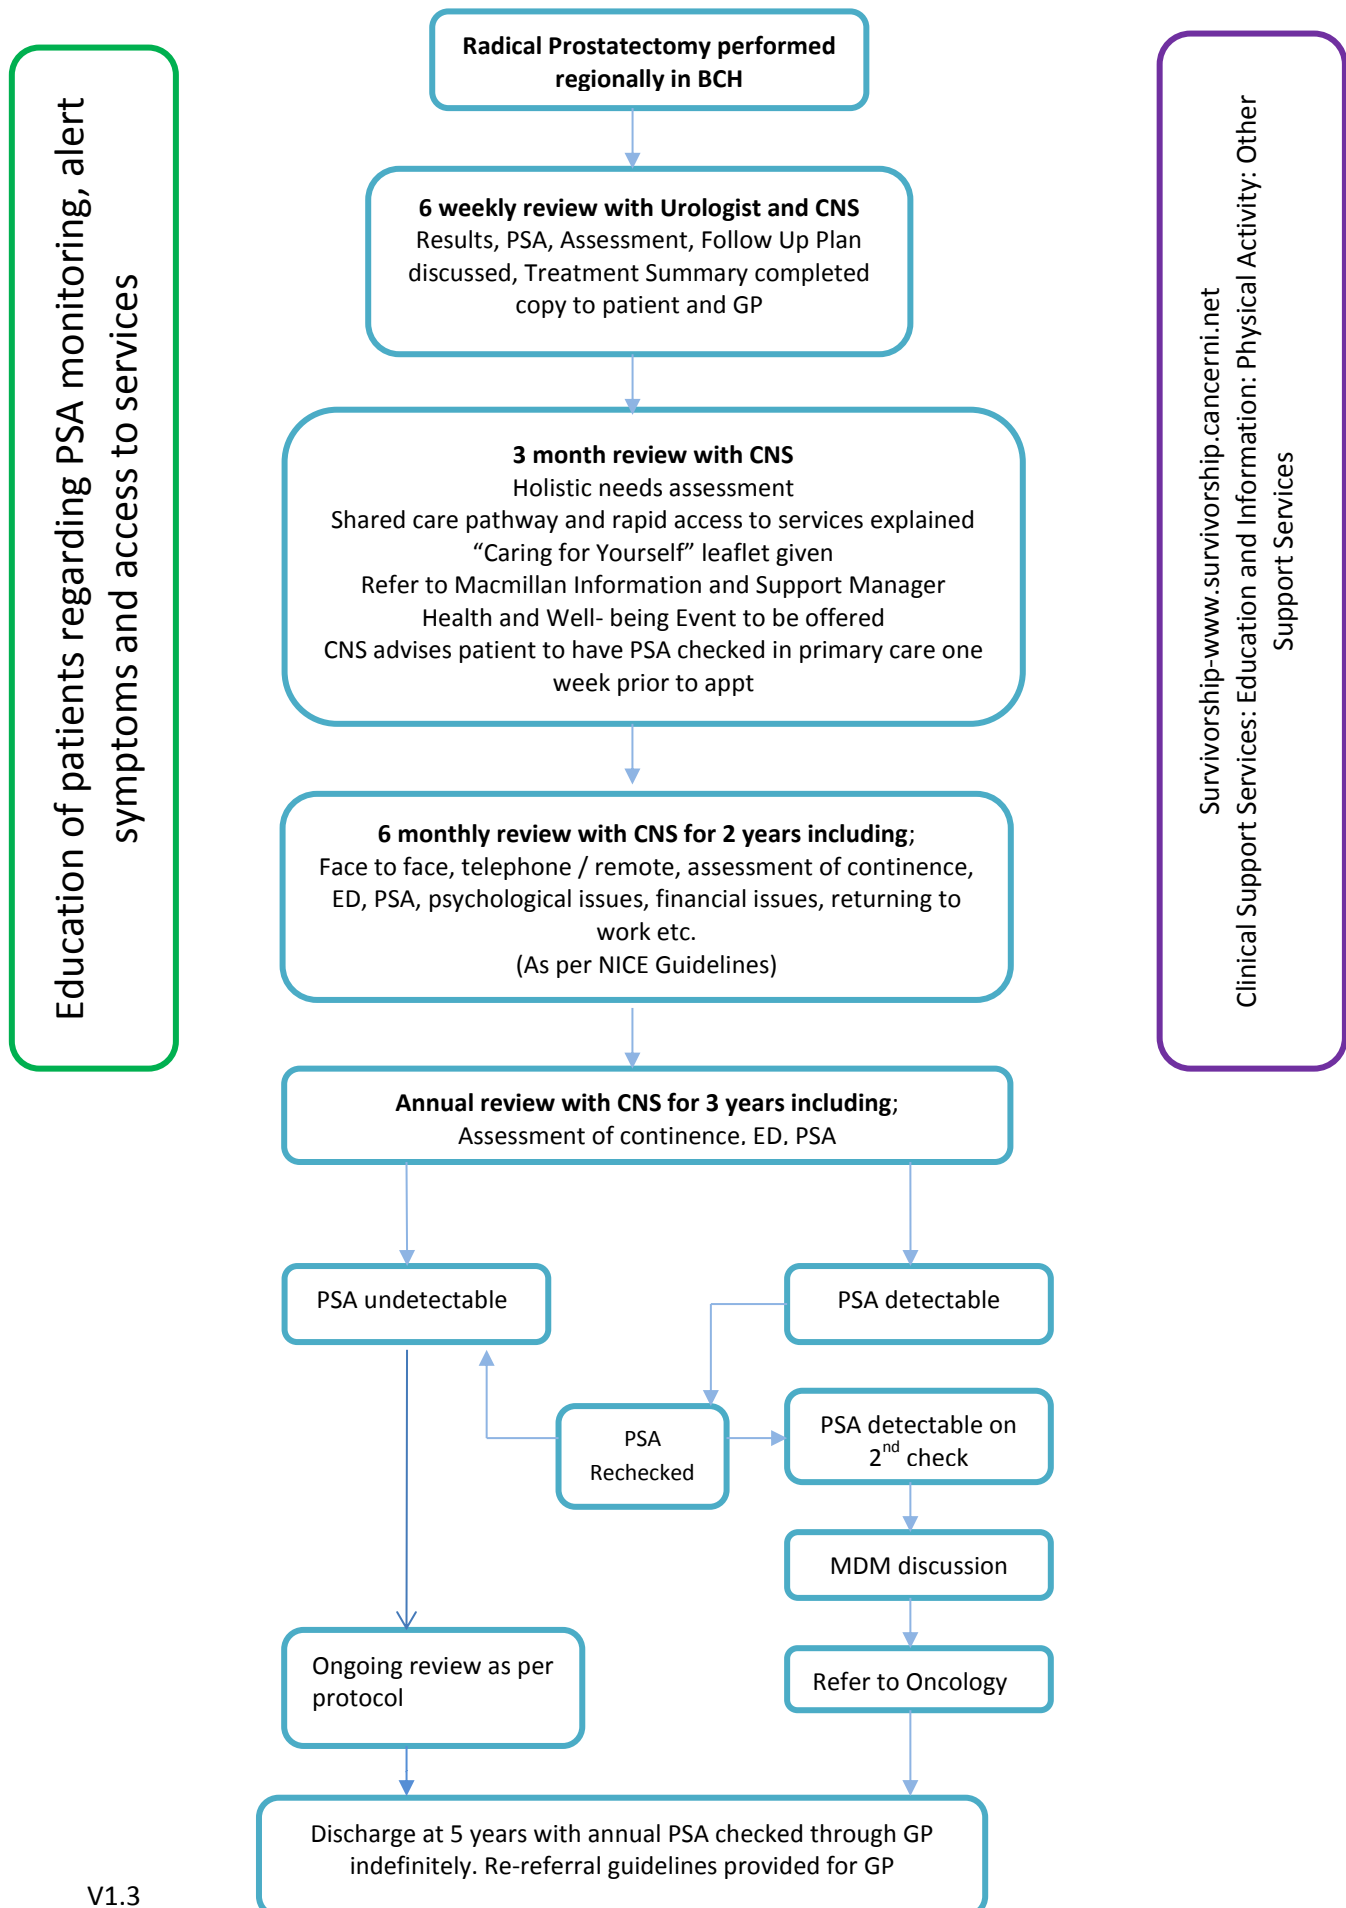 Radical Prostatectomy performed
regionally in BCH
Education of patients regarding PSA monitoring, alert
symptoms and access to services
Survivorship-www.survivorship.cancerni.net
Clinical Support Services: Education and Information: Physical Activity: Other
Support Services
6 weekly review with Urologist and CNS
Results, PSA, Assessment, Follow Up Plan
discussed, Treatment Summary completed
copy to patient and GP
3 month review with CNS
Holistic needs assessment
Shared care pathway and rapid access to services explained
“Caring for Yourself” leaflet given
Refer to Macmillan Information and Support Manager
Health and Well- being Event to be offered
CNS advises patient to have PSA checked in primary care one
week prior to appt
6 monthly review with CNS for 2 years including;
Face to face, telephone / remote, assessment of continence,
ED, PSA, psychological issues, financial issues, returning to
work etc.
(As per NICE Guidelines)
Annual review with CNS for 3 years including;
Assessment of continence, ED, PSA
PSA undetectable
PSA detectable
PSA
Rechecked
PSA detectable on
2nd check
MDM discussion
Ongoing review as per
protocol
Refer to Oncology
Discharge at 5 years with annual PSA checked through GP
indefinitely. Re-referral guidelines provided for GP
V1.3